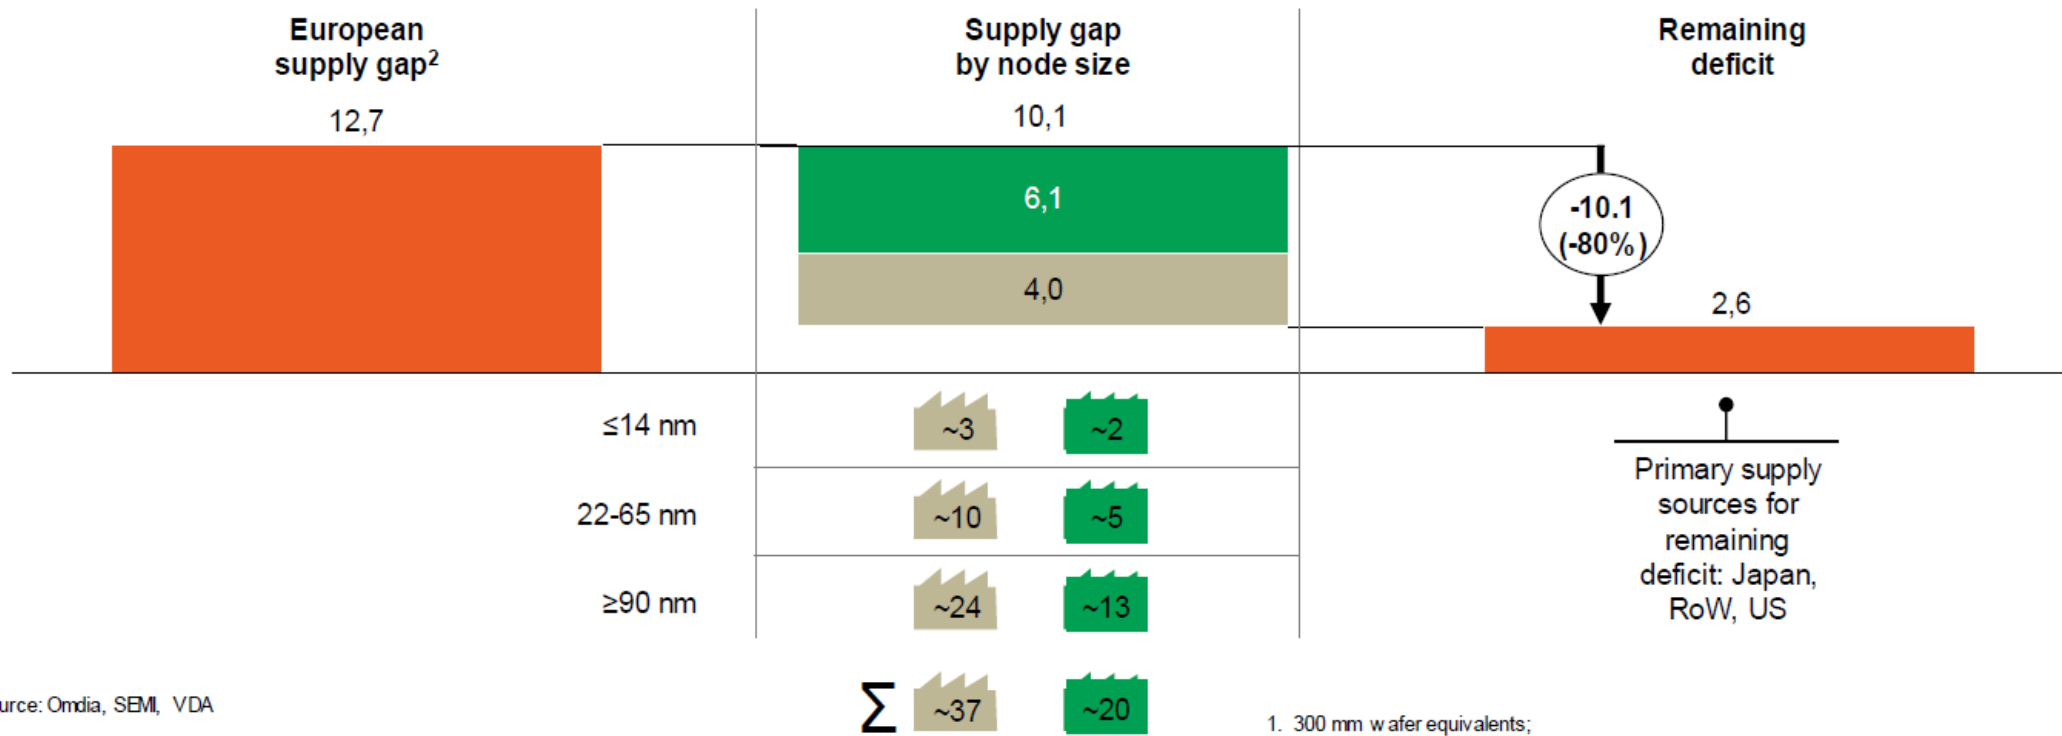 European
supply gap²
12,7
Supply gap
by node size
10,1
6,1
4,0
Remaining
deficit
-10.1
(-80%)
2,6
≤14 nm
~3
~2
22-65 nm
~10
~5
≥90 nm
~24
~13
Σ
~37
~20
Primary supply
sources for
remaining
deficit: Japan,
RoW, US
urce: Omdia, SEMI, VDA
1. 300 mm wafer equivalents;